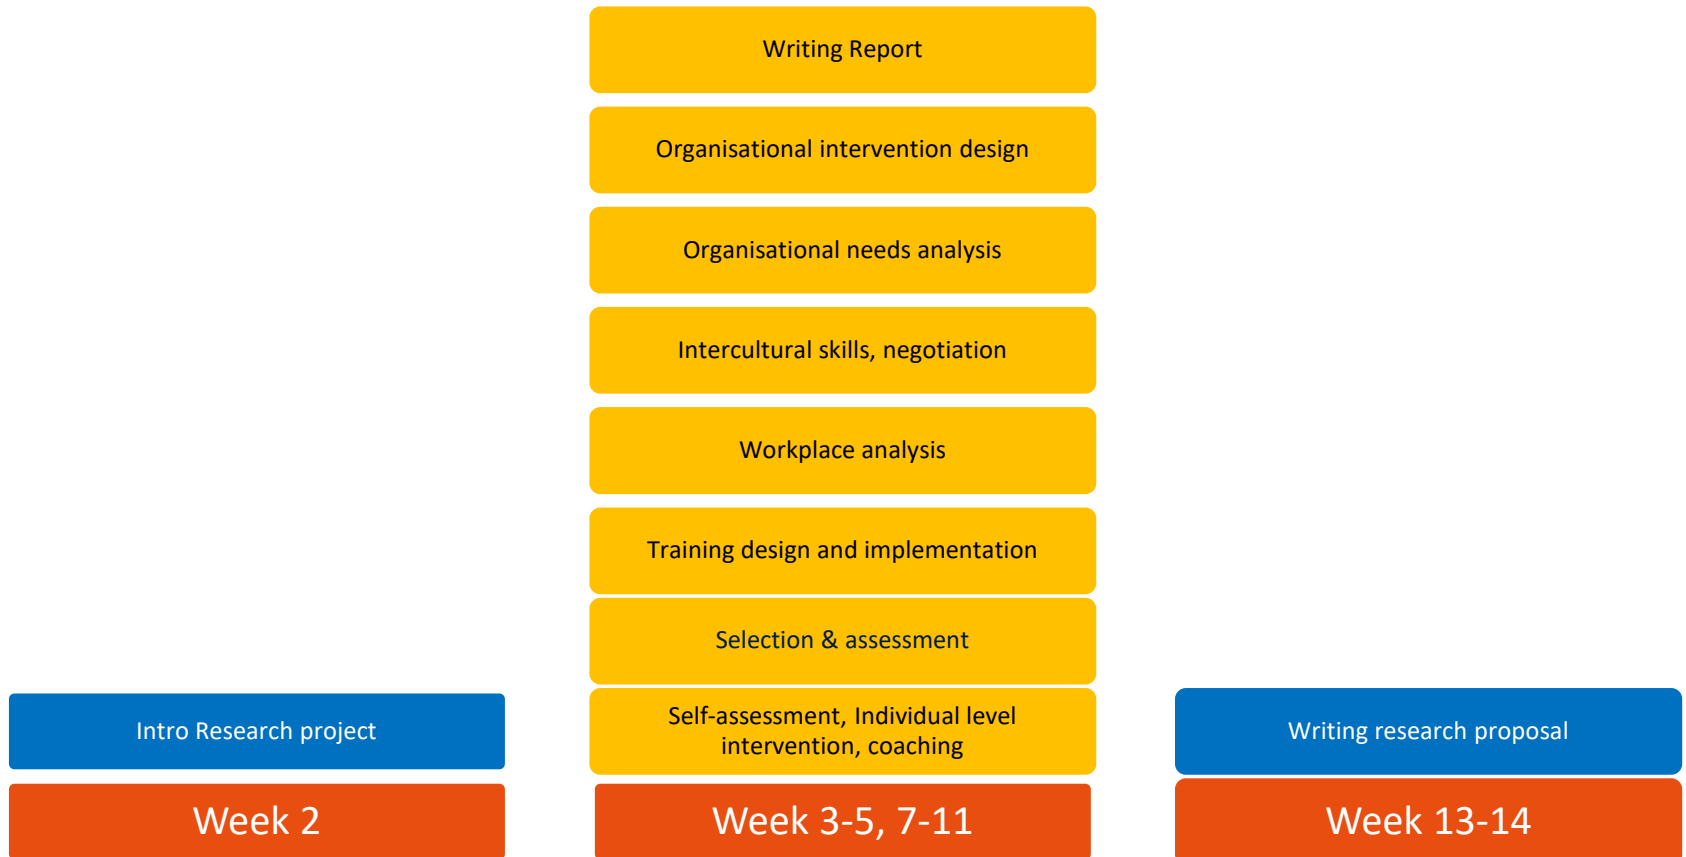 Writing Report
Organisational intervention design
Organisational needs analysis
Intercultural skills, negotiation
Workplace analysis
Training design and implementation
Selection & assessment
Self-assessment, Individual level
intervention, coaching
Intro Research project
Writing research proposal
Week 2
Week 3-5, 7-11
Week 13-14